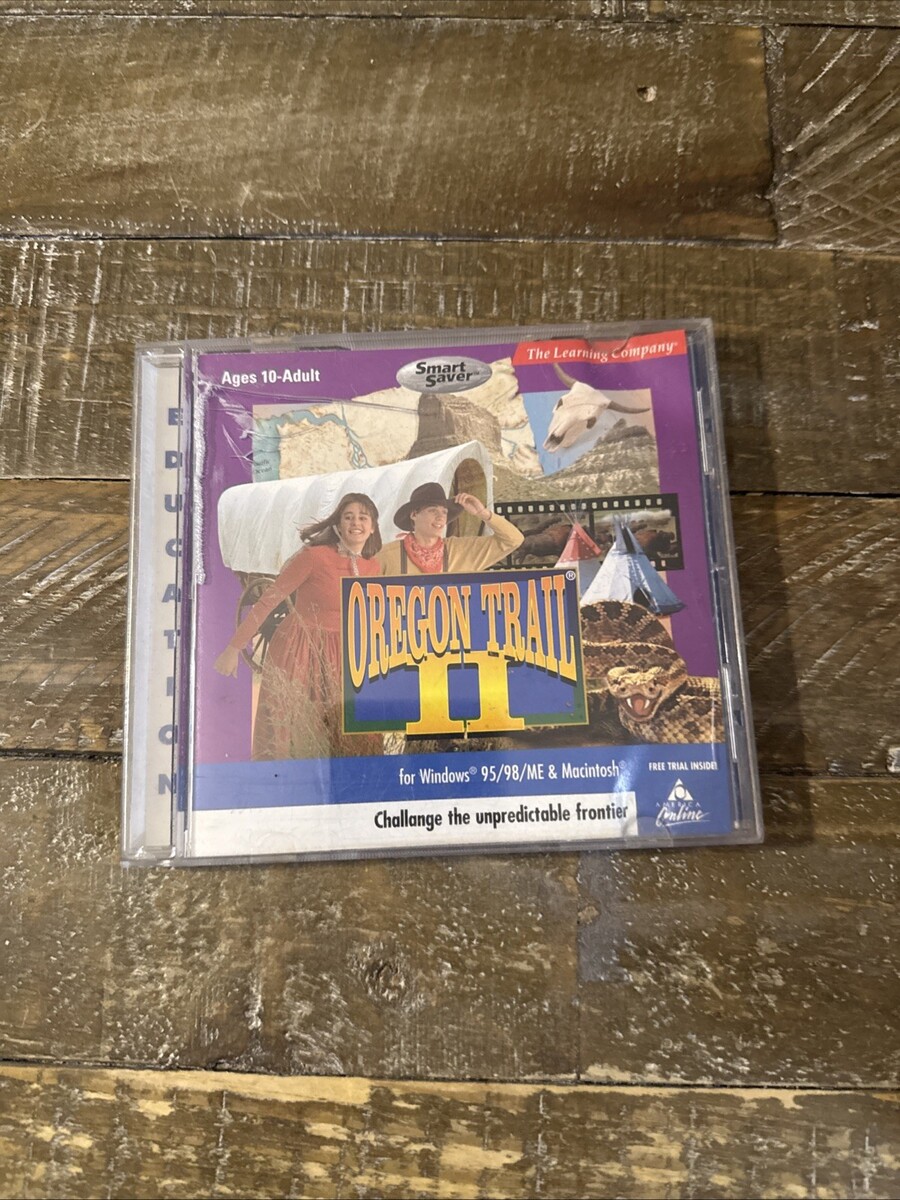 Ages 10-Adult
Smart
Saver™
The Learning Company®
EDUCATION
OREGON TRAIL®
II
for Windows® 95/98/ME & Macintosh®
FREE TRIAL INSIDE!
AMERICA
Online
Challange the unpredictable frontier